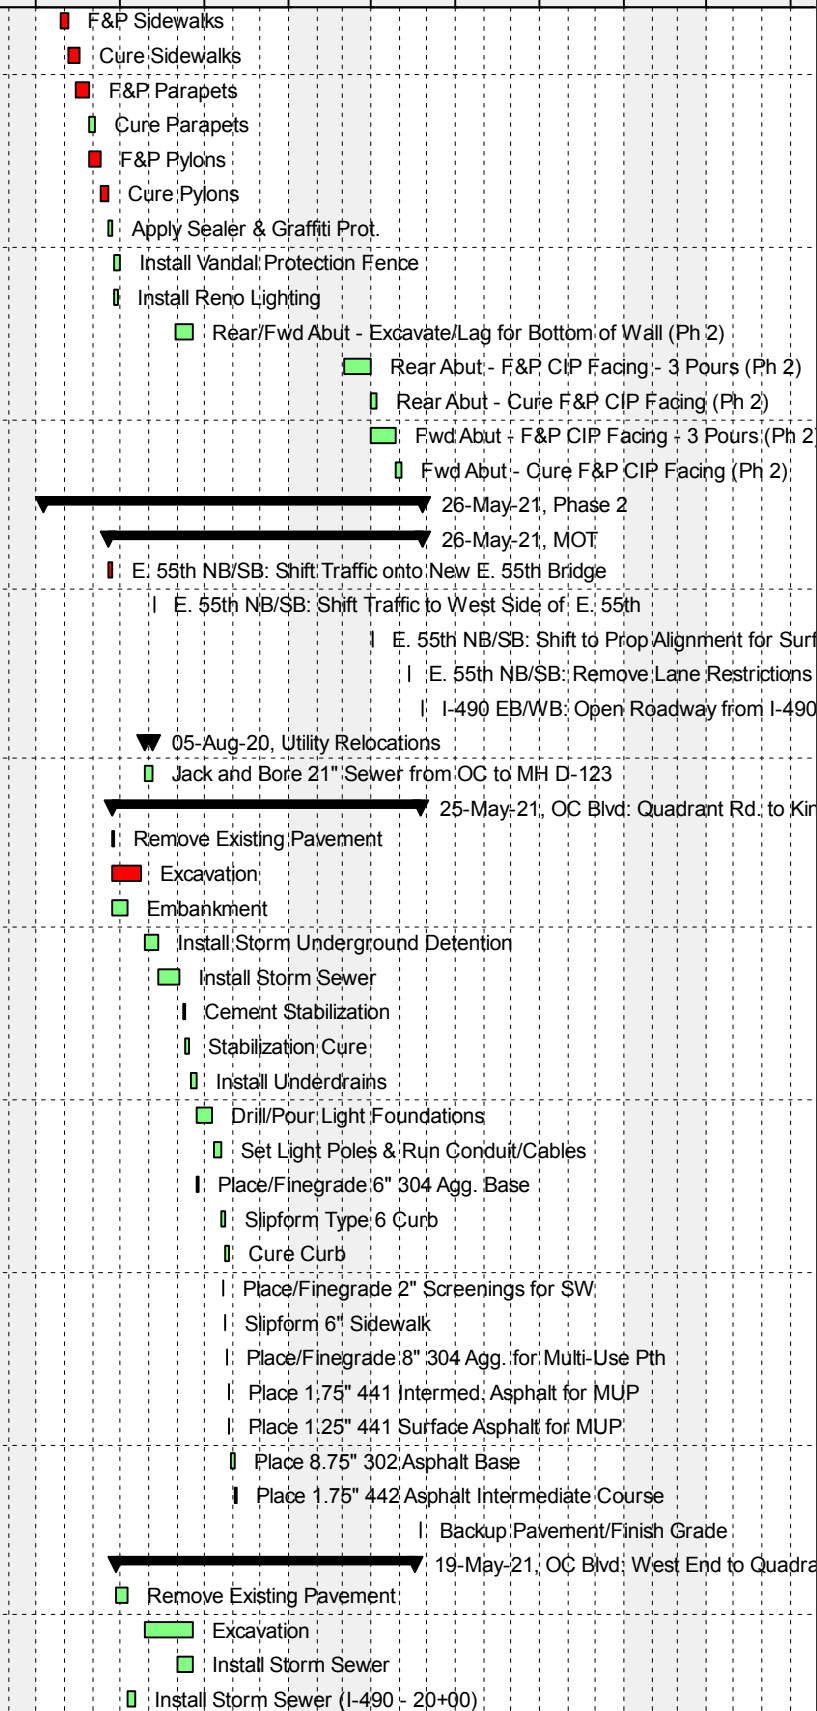 F&P Sidewalks
Cure Sidewalks
F&P Parapets
Cure Parapets
F&P Pylons
Cure Pylons
Apply Sealer & Graffiti Prot.
Install Vandal Protection Fence
Install Reno Lighting
Rear/Fwd Abut - Excavate/Lag for Bottom of Wall (Ph 2)
Rear Abut - F&P CIP Facing - 3 Pours (Ph 2)
Rear Abut - Cure F&P CIP Facing (Ph 2)
Fwd Abut - F&P CIP Facing - 3 Pours (Ph 2)
Fwd Abut - Cure F&P CIP Facing (Ph 2)
26-May-21, Phase 2
26-May-21, MOT
E. 55th NB/SB: Shift Traffic onto New E. 55th Bridge
E. 55th NB/SB: Shift Traffic to West Side of E. 55th
E. 55th NB/SB: Shift to Prop Alignment for Surf
E. 55th NB/SB: Remove Lane Restrictions
I-490 EB/WB: Open Roadway from I-490
05-Aug-20, Utility Relocations
Jack and Bore 21" Sewer from OC to MH D-123
25-May-21, OC Blvd: Quadrant Rd. to Kin
Remove Existing Pavement
Excavation
Embankment
Install Storm Underground Detention
Install Storm Sewer
Cement Stabilization
Stabilization Cure
Install Underdrains
Drill/Pour Light Foundations
Set Light Poles & Run Conduit/Cables
Place/Finegrade 6" 304 Agg. Base
Slipform Type 6 Curb
Cure Curb
Place/Finegrade 2" Screenings for SW
Slipform 6" Sidewalk
Place/Finegrade 8" 304 Agg. for Multi-Use Pth
Place 1.75" 441 Intermed. Asphalt for MUP
Place 1.25" 441 Surface Asphalt for MUP
Place 8.75" 302 Asphalt Base
Place 1.75" 442 Asphalt Intermediate Course
Backup Pavement/Finish Grade
19-May-21, OC Blvd: West End to Quadra
Remove Existing Pavement
Excavation
Install Storm Sewer
Install Storm Sewer (I-490 - 20+00)